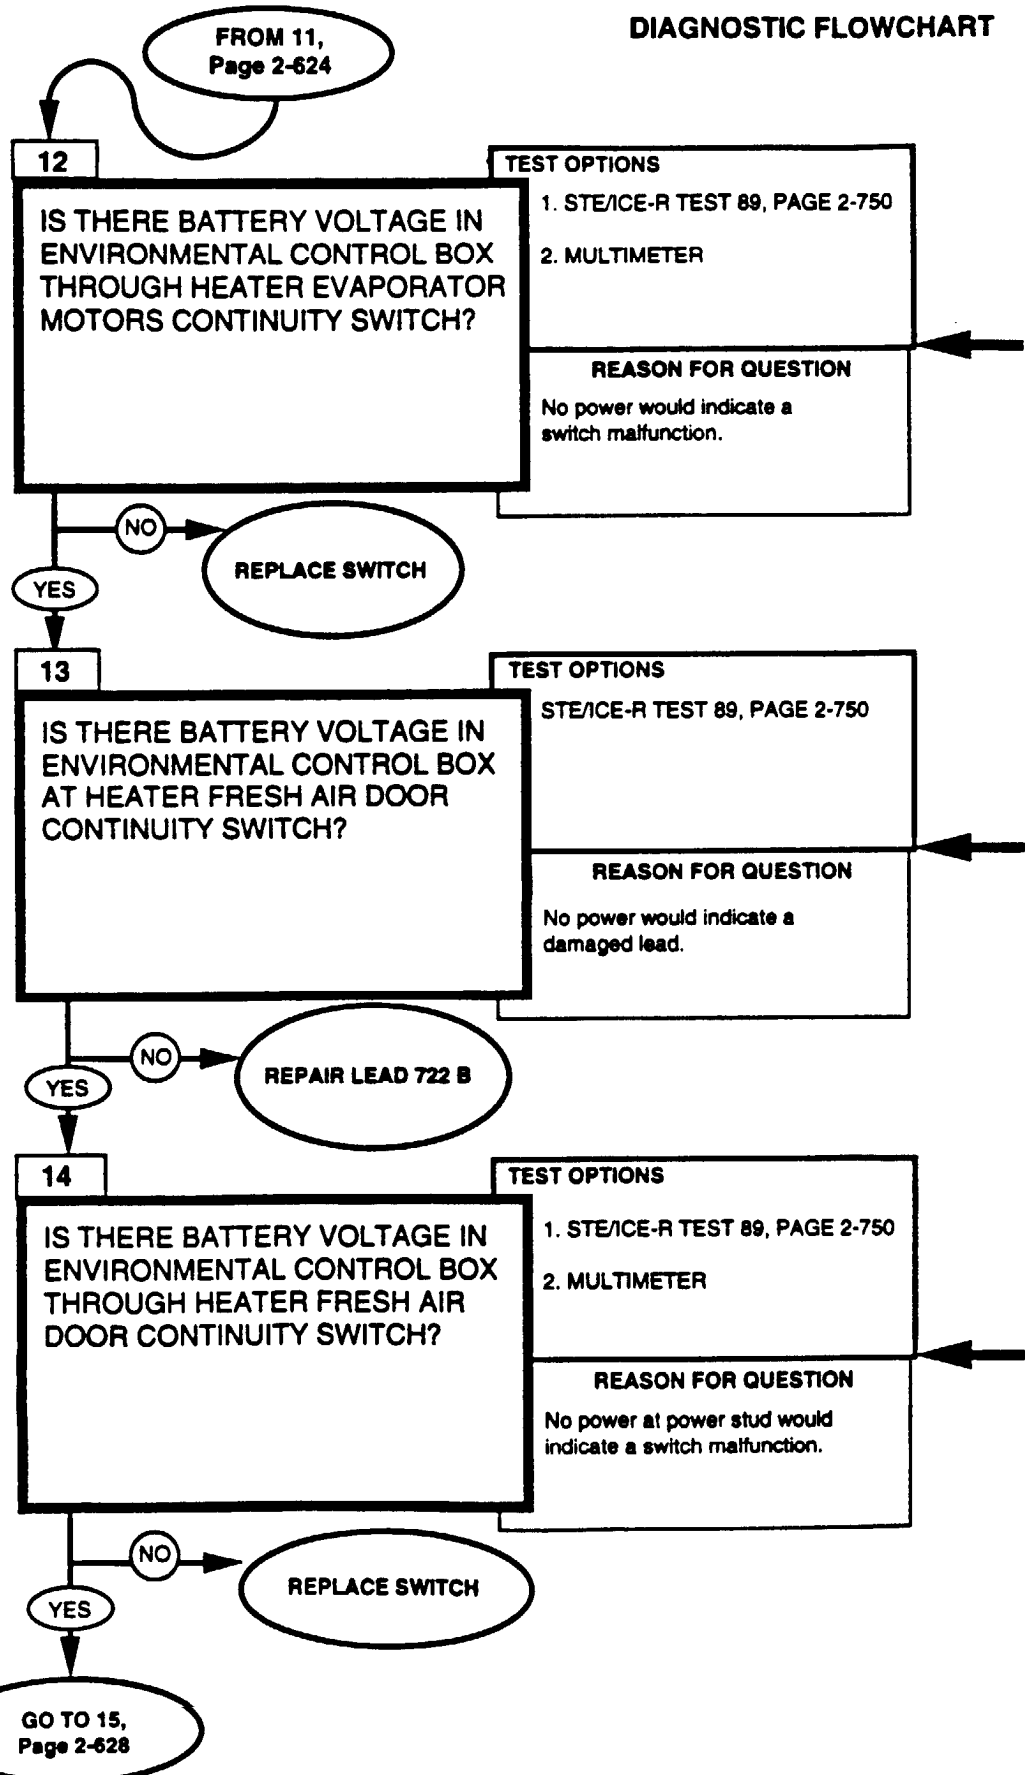 DIAGNOSTIC FLOWCHART
FROM 11,
Page 2-624
12
IS THERE BATTERY VOLTAGE IN
ENVIRONMENTAL CONTROL BOX
THROUGH HEATER EVAPORATOR
MOTORS CONTINUITY SWITCH?
TEST OPTIONS
1. STE/ICE-R TEST 89, PAGE 2-750
2. MULTIMETER
REASON FOR QUESTION
No power would indicate a
switch malfunction.
NO
REPLACE SWITCH
YES
13
IS THERE BATTERY VOLTAGE IN
ENVIRONMENTAL CONTROL BOX
AT HEATER FRESH AIR DOOR
CONTINUITY SWITCH?
TEST OPTIONS
STE/ICE-R TEST 89, PAGE 2-750
REASON FOR QUESTION
No power would indicate a
damaged lead.
NO
REPAIR LEAD 722 B
YES
14
IS THERE BATTERY VOLTAGE IN
ENVIRONMENTAL CONTROL BOX
THROUGH HEATER FRESH AIR
DOOR CONTINUITY SWITCH?
TEST OPTIONS
1. STE/ICE-R TEST 89, PAGE 2-750
2. MULTIMETER
REASON FOR QUESTION
No power at power stud would
indicate a switch malfunction.
NO
REPLACE SWITCH
YES
GO TO 15,
Page 2-628